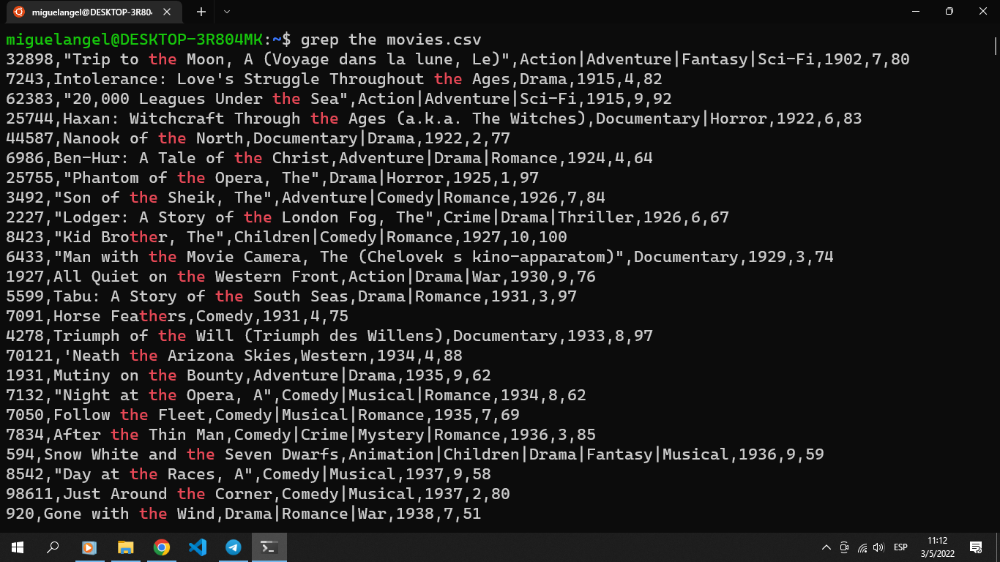 miguelangel@DESKTOP-3R804
miguelangel@DESKTOP-3R804MK:~$ grep the movies.csv
32898,"Trip to the Moon, A (Voyage dans la lune, Le)",Action|Adventure|Fantasy|Sci-Fi,1902,7,80
7243,Intolerance: Love's Struggle Throughout the Ages,Drama,1915,4,82
62383,"20,000 Leagues Under the Sea",Action|Adventure|Sci-Fi,1915,9,92
25744,Haxan: Witchcraft Through the Ages (a.k.a. The Witches),Documentary|Horror,1922,6,83
44587,Nanook of the North,Documentary|Drama,1922,2,77
6986,Ben-Hur: A Tale of the Christ,Adventure|Drama|Romance,1924,4,64
25755,"Phantom of the Opera, The",Drama|Horror,1925,1,97
3492,"Son of the Sheik, The",Adventure|Comedy|Romance,1926,7,84
2227,"Lodger: A Story of the London Fog, The",Crime|Drama|Thriller,1926,6,67
8423,"Kid Brother, The",Children|Comedy|Romance,1927,10,100
6433,"Man with the Movie Camera, The (Chelovek s kino-apparatom)",Documentary,1929,3,74
1927,All Quiet on the Western Front,Action|Drama|War,1930,9,76
5599,Tabu: A Story of the South Seas,Drama|Romance,1931,3,97
7091,Horse Feathers,Comedy,1931,4,75
4278,Triumph of the Will (Triumph des Willens),Documentary,1933,8,97
70121,'Neath the Arizona Skies,Western,1934,4,88
1931,Mutiny on the Bounty,Adventure|Drama,1935,9,62
7132,"Night at the Opera, A",Comedy|Musical|Romance,1934,8,62
7050,Follow the Fleet,Comedy|Musical|Romance,1935,7,69
7834,After the Thin Man,Comedy|Crime|Mystery|Romance,1936,3,85
594,Snow White and the Seven Dwarfs,Animation|Children|Drama|Fantasy|Musical,1936,9,59
8542,"Day at the Races, A",Comedy|Musical,1937,9,58
98611,Just Around the Corner,Comedy|Musical,1937,2,80
920,Gone with the Wind,Drama|Romance|War,1938,7,51
ESP
11:12
3/5/2022